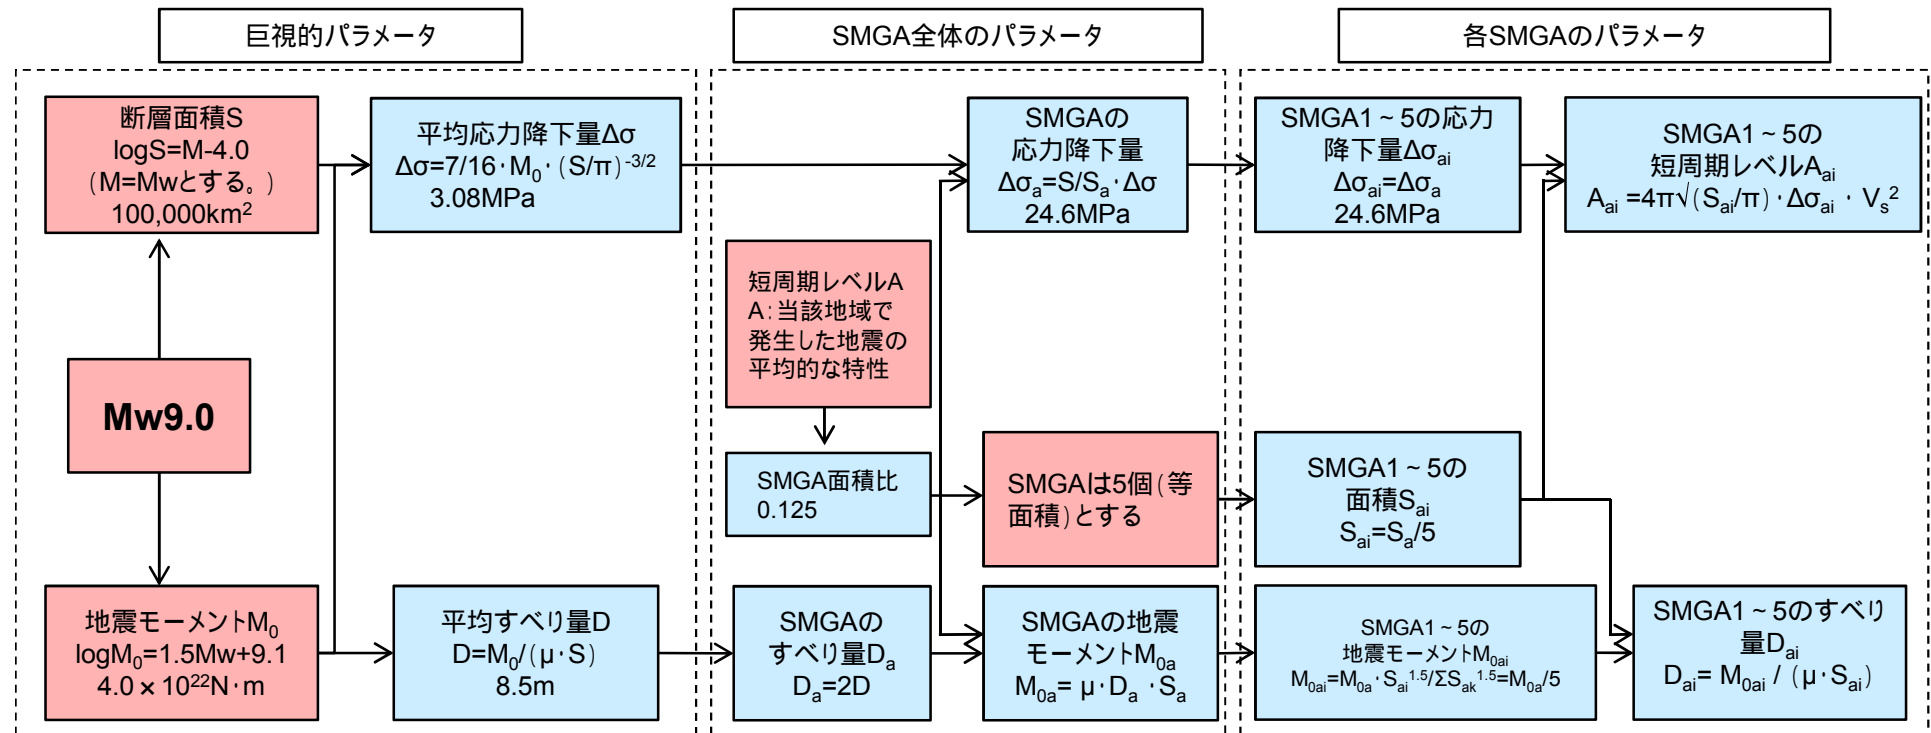 巨視的パラメータ
SMGA全体のパラメータ
各SMGAのパラメータ
断層面積S
logS=M-4.0
(M=Mwとする。)
100,000km²
平均応力降下量Δσ
Δσ=7/16・M₀・(S/π)⁻³/²
3.08MPa
SMGAの
応力降下量
Δσₐ=S/Sₐ・Δσ
24.6MPa
SMGA1~5の応力
降下量Δσₐᵢ
Δσₐᵢ=Δσₐ
24.6MPa
SMGA1~5の
短周期レベルAₐᵢ
Aₐᵢ =4π√(Sₐᵢ/π)・Δσₐᵢ・Vₛ²
短周期レベルA
A:当該地域で
発生した地震の
平均的な特性
Mw9.0
SMGA面積比
0.125
SMGAは5個(等
面積)とする
SMGA1~5の
面積Sₐᵢ
Sₐᵢ=Sₐ/5
地震モーメントM₀
logM₀=1.5Mw+9.1
4.0×10²²N・m
平均すべり量D
D=M₀/(μ・S)
8.5m
SMGAの
すべり量Dₐ
Dₐ=2D
SMGAの地震
モーメントM₀ₐ
M₀ₐ= μ・Dₐ・Sₐ
SMGA1~5の
地震モーメントM₀ₐᵢ
M₀ₐᵢ=M₀ₐ・Sₐᵢ¹·⁵/ΣSₐₖ¹·⁵=M₀ₐ/5
SMGA1~5のすべり
量Dₐᵢ
Dₐᵢ= M₀ₐᵢ / (μ・Sₐᵢ)